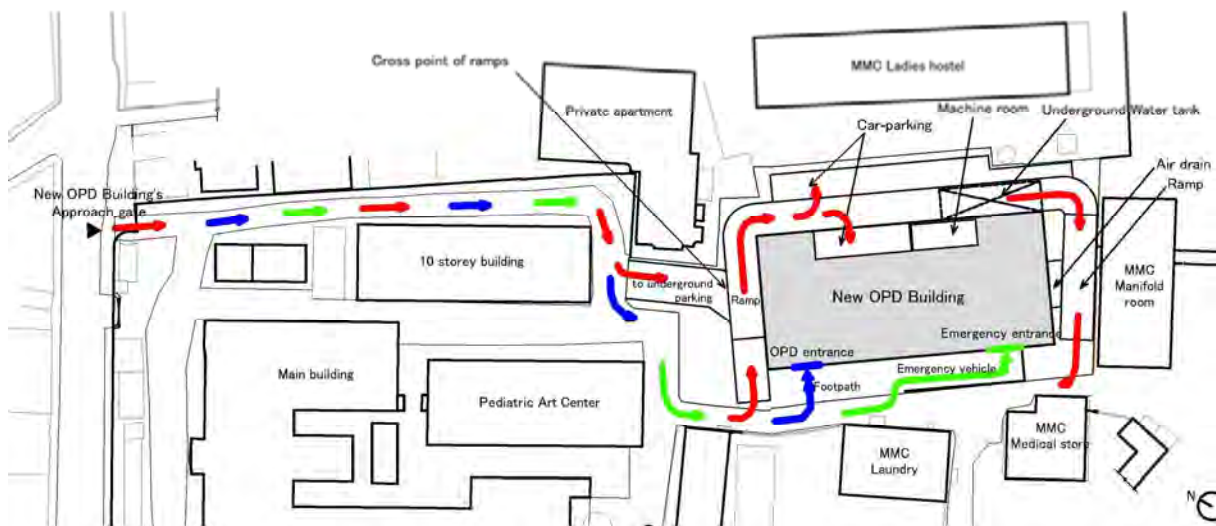 MMC Ladies hostel
Cross point of ramps
Private apartment
Machine room
Underground Water tank
Car-parking
Air drain
Ramp
New OPD Building's
Approach gate
10 storey building
to underground
parking
Ramp
New OPD Building
MMC
Manifold
room
Emergency entrance
OPD entrance
Emergency vehicle
Footpath
Main building
Pediatric Art Center
MMC
Laundry
MMC
Medical store
N